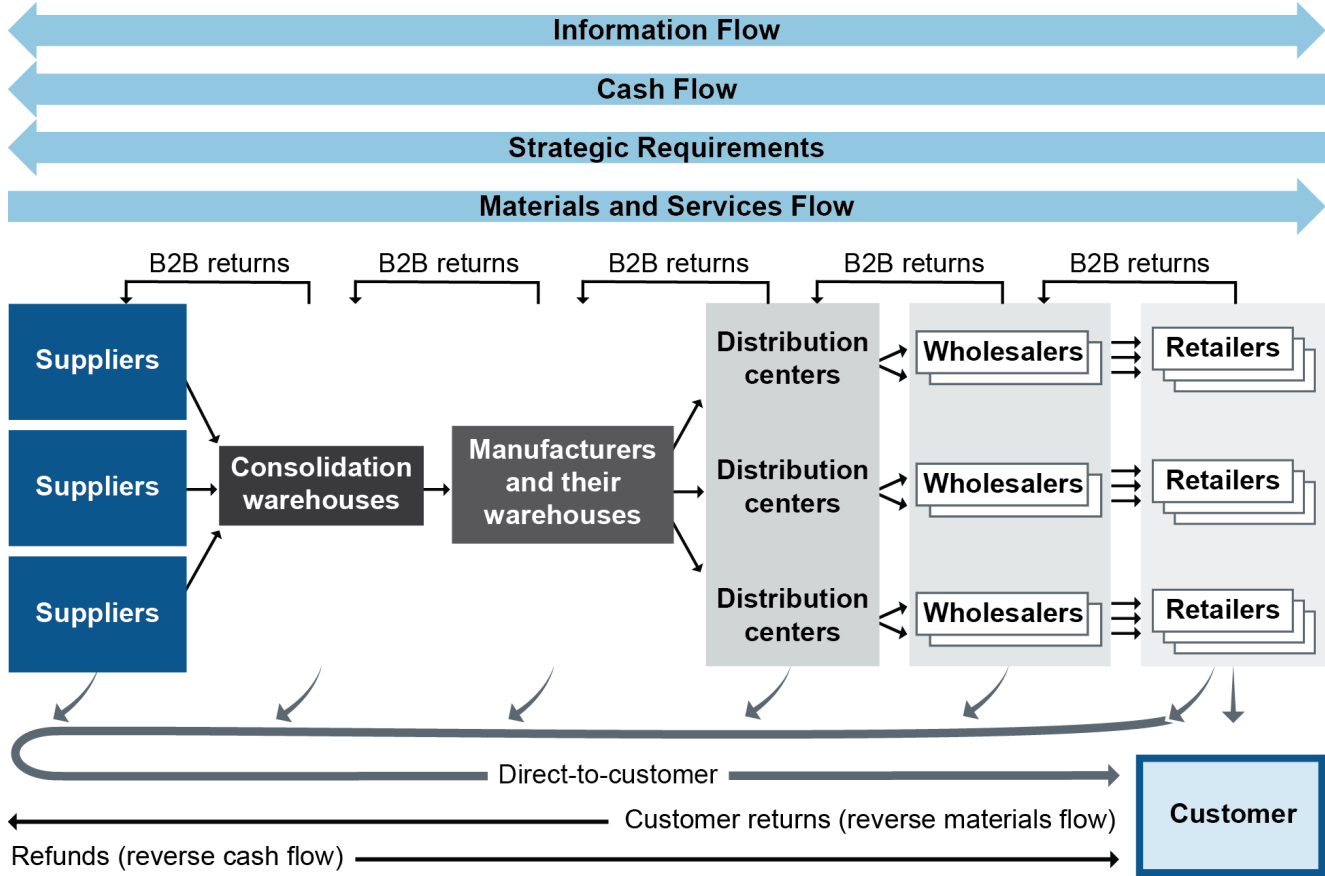 Information Flow
Cash Flow
Strategic Requirements
Materials and Services Flow
B2B returns
B2B returns
B2B returns
B2B returns
B2B returns
Suppliers
Suppliers
Suppliers
Consolidation
warehouses
Manufacturers
and their
warehouses
Distribution
centers
Distribution
centers
Distribution
centers
Wholesalers
Wholesalers
Wholesalers
Retailers
Retailers
Retailers
Direct-to-customer
Customer returns (reverse materials flow)
Refunds (reverse cash flow)
Customer